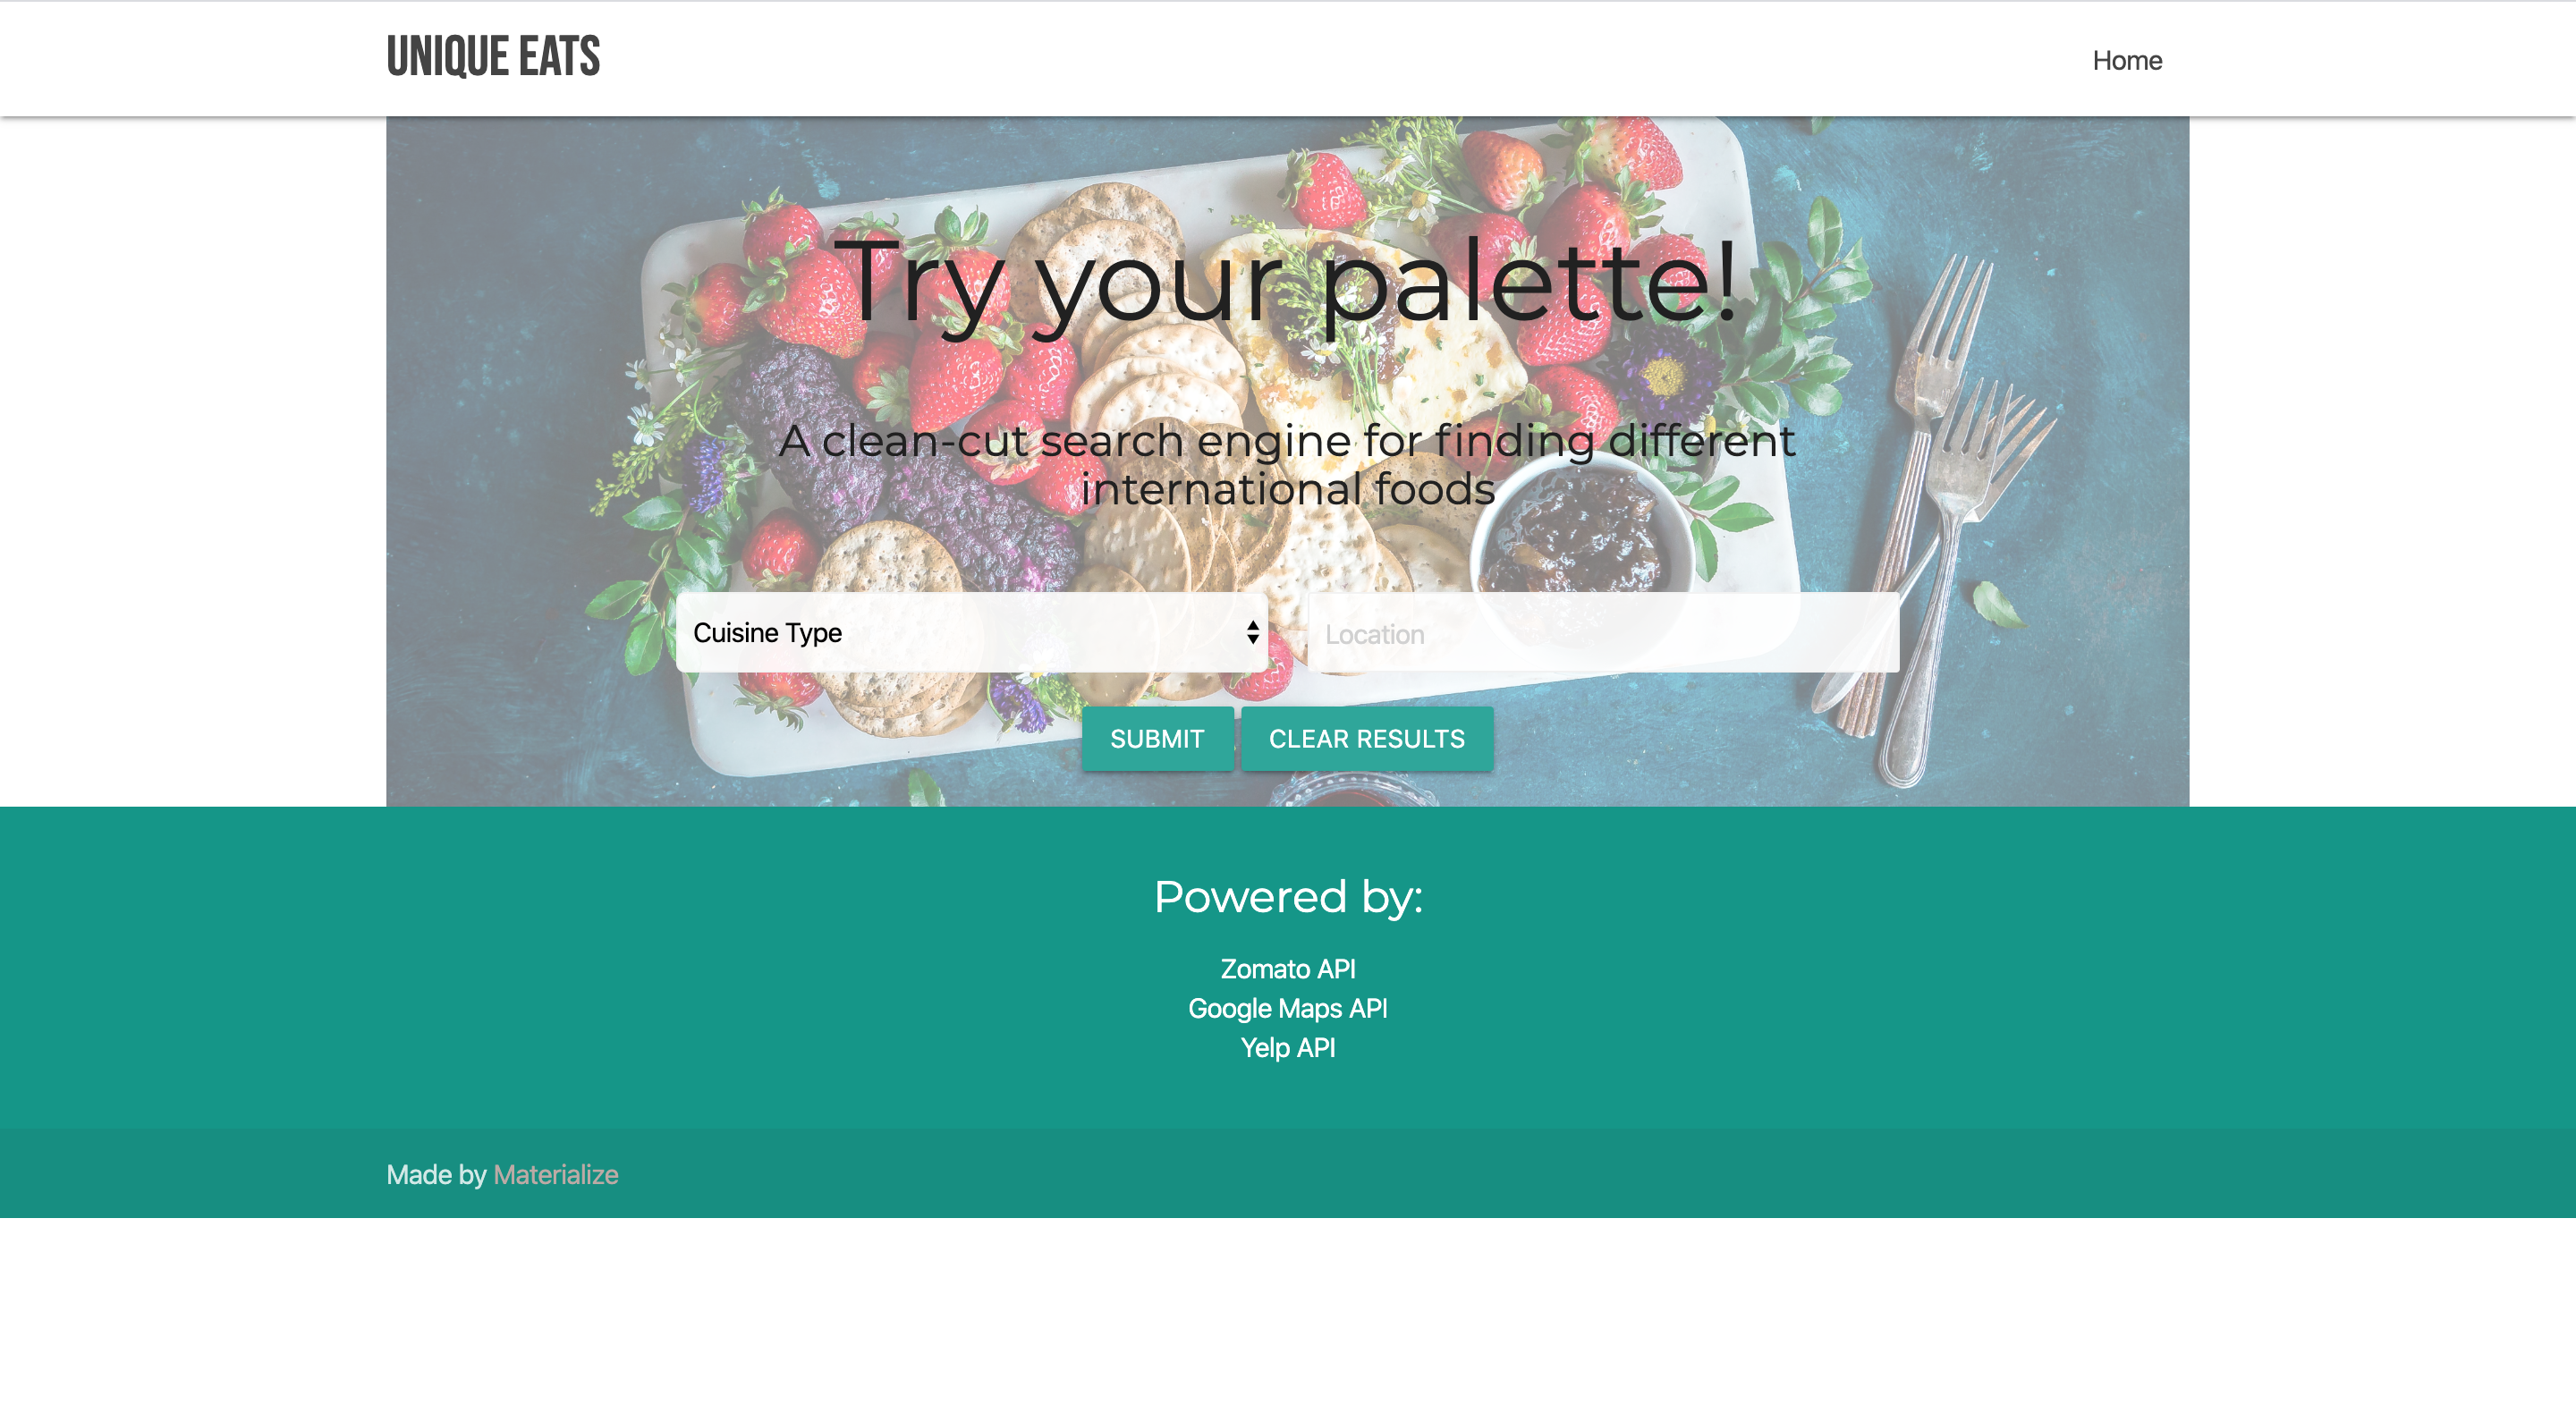 UNIQUE EATS
Home
Try your palette!
A clean-cut search engine for finding different
international foods
Cuisine Type
Location
SUBMIT
CLEAR RESULTS
Powered by:
Zomato API
Google Maps API
Yelp API
Made by Materialize